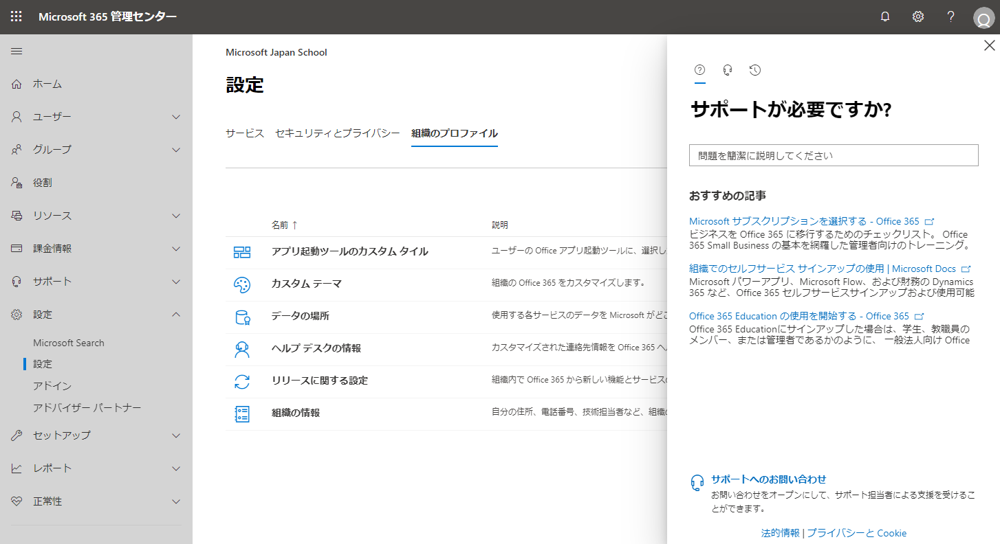 Microsoft 365 管理センター
ホーム
ユーザー
グループ
役割
リソース
課金情報
サポート
設定
Microsoft Search
設定
アドイン
アドバイザー パートナー
セットアップ
レポート
正常性
Microsoft Japan School
設定
サービス セキュリティとプライバシー 組織のプロファイル
名前 ↑ 説明
アプリ起動ツールのカスタム タイル ユーザーの Office アプリ起動ツールに、選択し
カスタム テーマ 組織の Office 365 をカスタマイズします。
データの場所 使用する各サービスのデータを Microsoft がどこ
ヘルプ デスクの情報 カスタマイズされた連絡先情報を Office 365 ヘル
リリースに関する設定 組織内で Office 365 から新しい機能とサービスの
組織の情報 自分の住所、電話番号、技術担当者など、組織の
サポートが必要ですか?
問題を簡潔に説明してください
おすすめの記事
Microsoft サブスクリプションを選択する - Office 365
ビジネスを Office 365 に移行するためのチェックリスト。 Office
365 Small Business の基本を網羅した管理者向けのトレーニング。
組織でのセルフサービス サインアップの使用 | Microsoft Docs
Microsoft パワーアプリ、Microsoft Flow、および財務の Dynamics
365 など、Office 365 セルフサービスサインアップおよび使用可能
Office 365 Education の使用を開始する - Office 365
Office 365 Educationにサインアップした場合は、学生、教職員の
メンバー、または管理者であるかのように、 一般法人向け Office
サポートへのお問い合わせ
お問い合わせをオープンにして、サポート担当者による支援を受けるこ
とができます。
法的情報 | プライバシーと Cookie